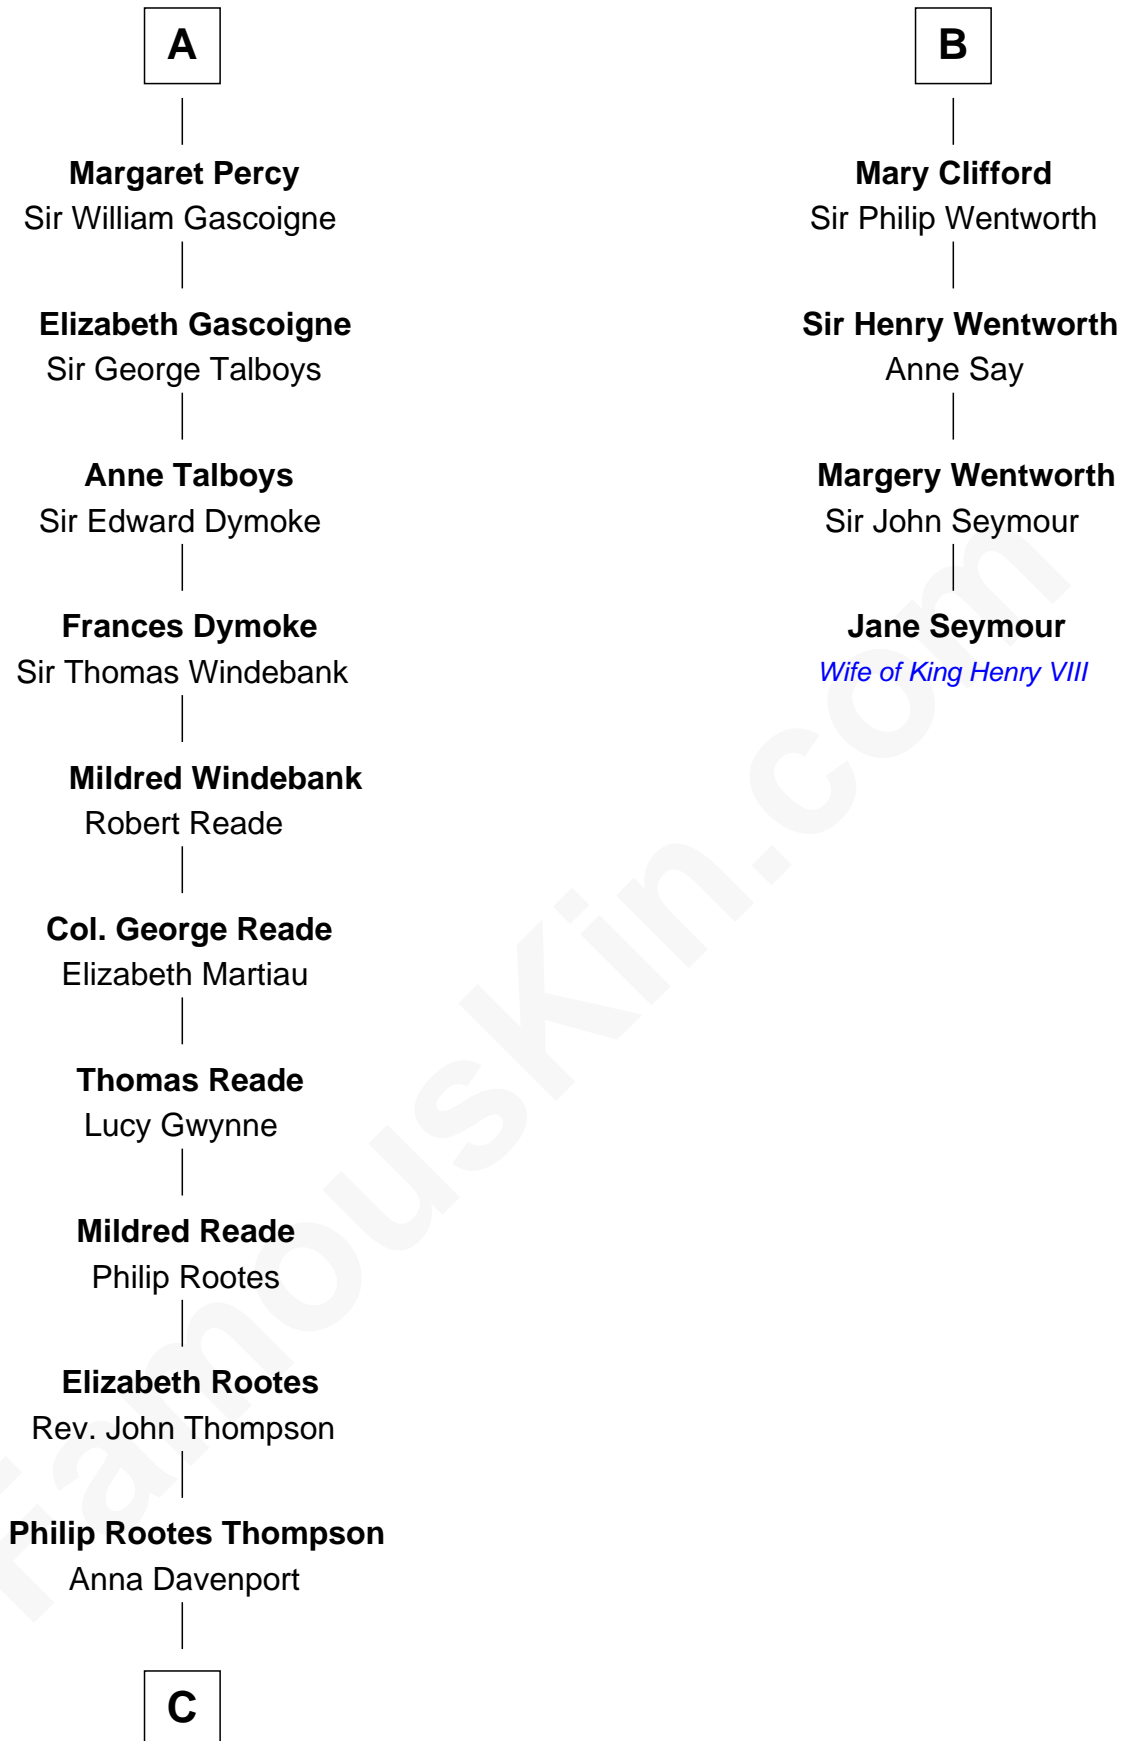 A
Margaret Percy
Sir William Gascoigne
Elizabeth Gascoigne
Sir George Talboys
Anne Talboys
Sir Edward Dymoke
Frances Dymoke
Sir Thomas Windebank
Mildred Windebank
Robert Reade
Col. George Reade
Elizabeth Martiau
Thomas Reade
Lucy Gwynne
Mildred Reade
Philip Rootes
Elizabeth Rootes
Rev. John Thompson
Philip Rootes Thompson
Anna Davenport
C
B
Mary Clifford
Sir Philip Wentworth
Sir Henry Wentworth
Anne Say
Margery Wentworth
Sir John Seymour
Jane Seymour
Wife of King Henry VIII
FamousKin.com